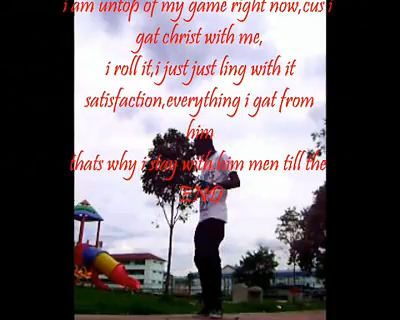 i am untop of my game right now,cus i
gat christ with me,
i roll it,i just just ling with it
satisfaction,everything i gat from
him
thats why i stay with him men till the
END